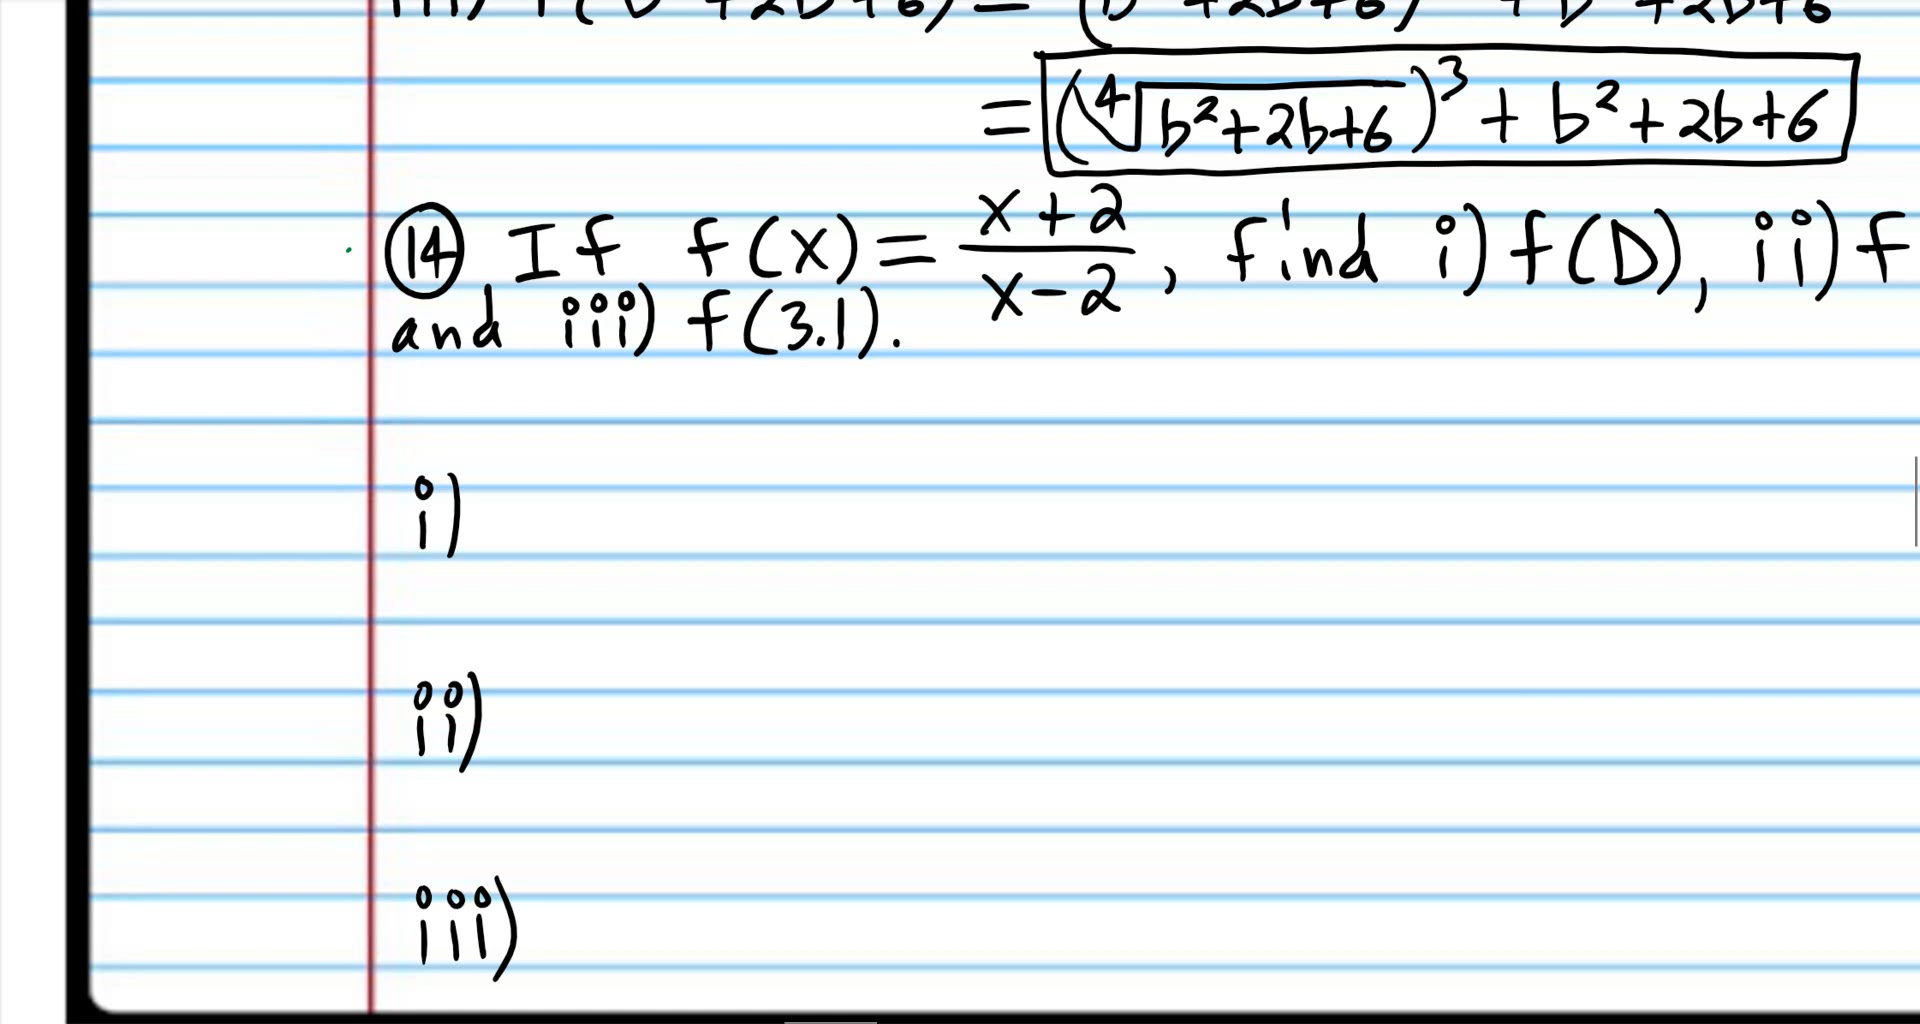 = (∜(b²+2b+6))³ + b²+2b+6
⑭ If f(x) = (x+2)/(x-2), find i) f(D), ii) f
and iii) f(3.1).
i)
ii)
iii)